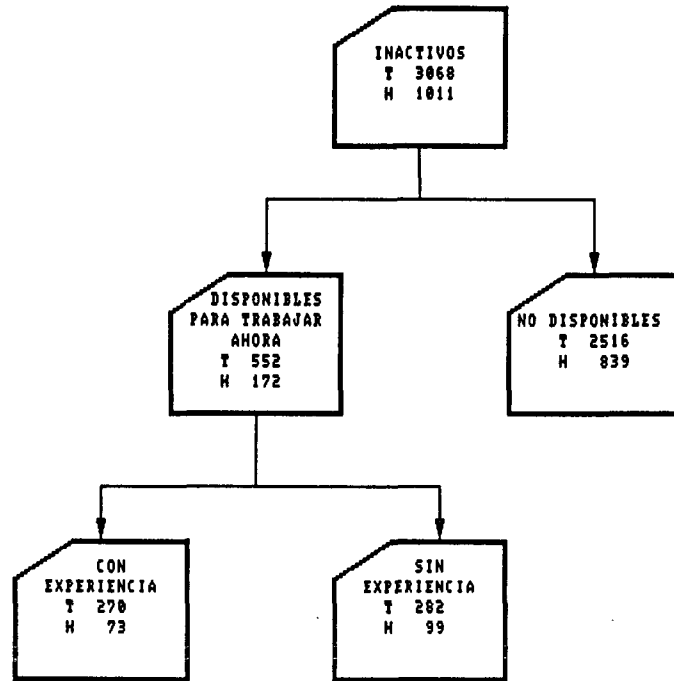 INACTIVOS
T 3068
H 1011
DISPONIBLES
PARA TRABAJAR
AHORA
T 552
H 172
NO DISPONIBLES
T 2516
H 839
CON
EXPERIENCIA
T 270
H 73
SIN
EXPERIENCIA
T 282
H 99